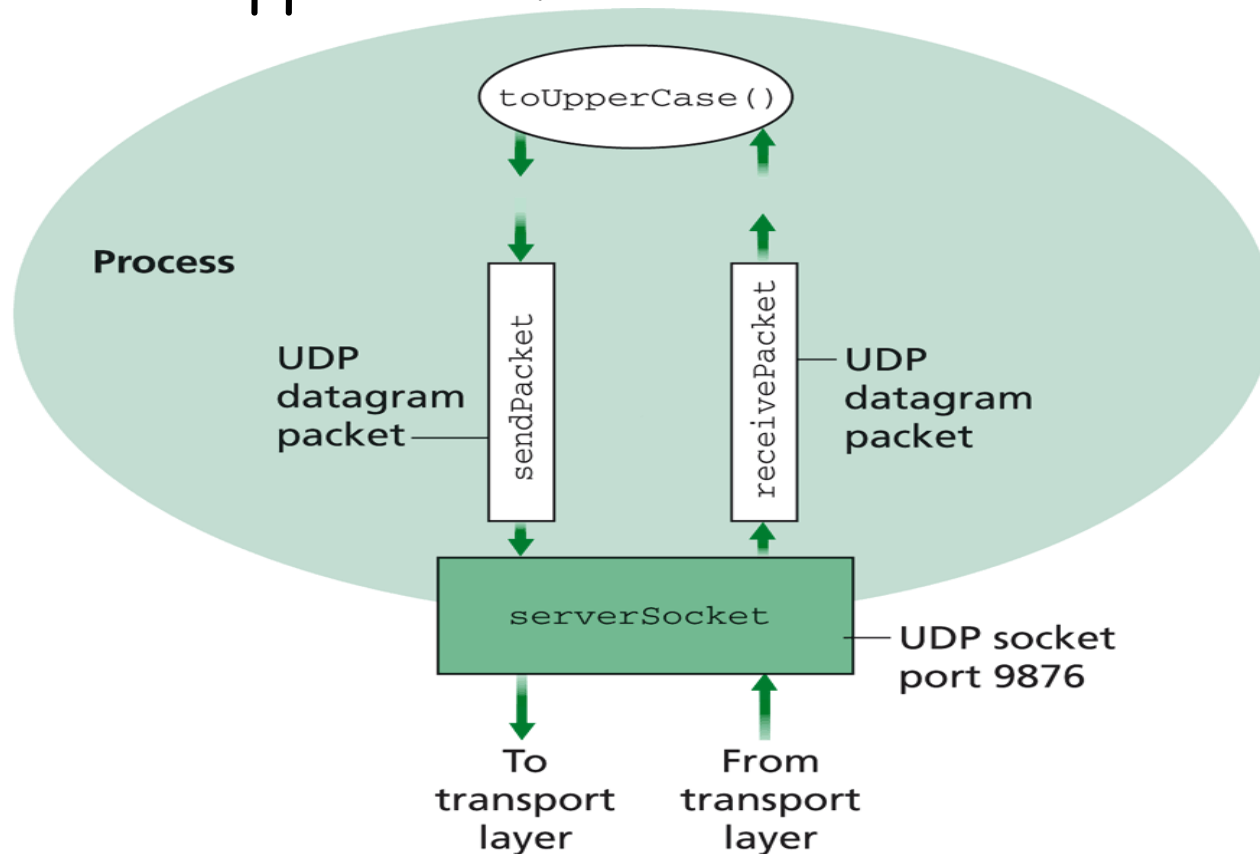 toUpperCase()
Process
UDP
datagram
packet
sendPacket
receivePacket
UDP
datagram
packet
serverSocket
UDP socket
port 9876
To
transport
layer
From
transport
layer